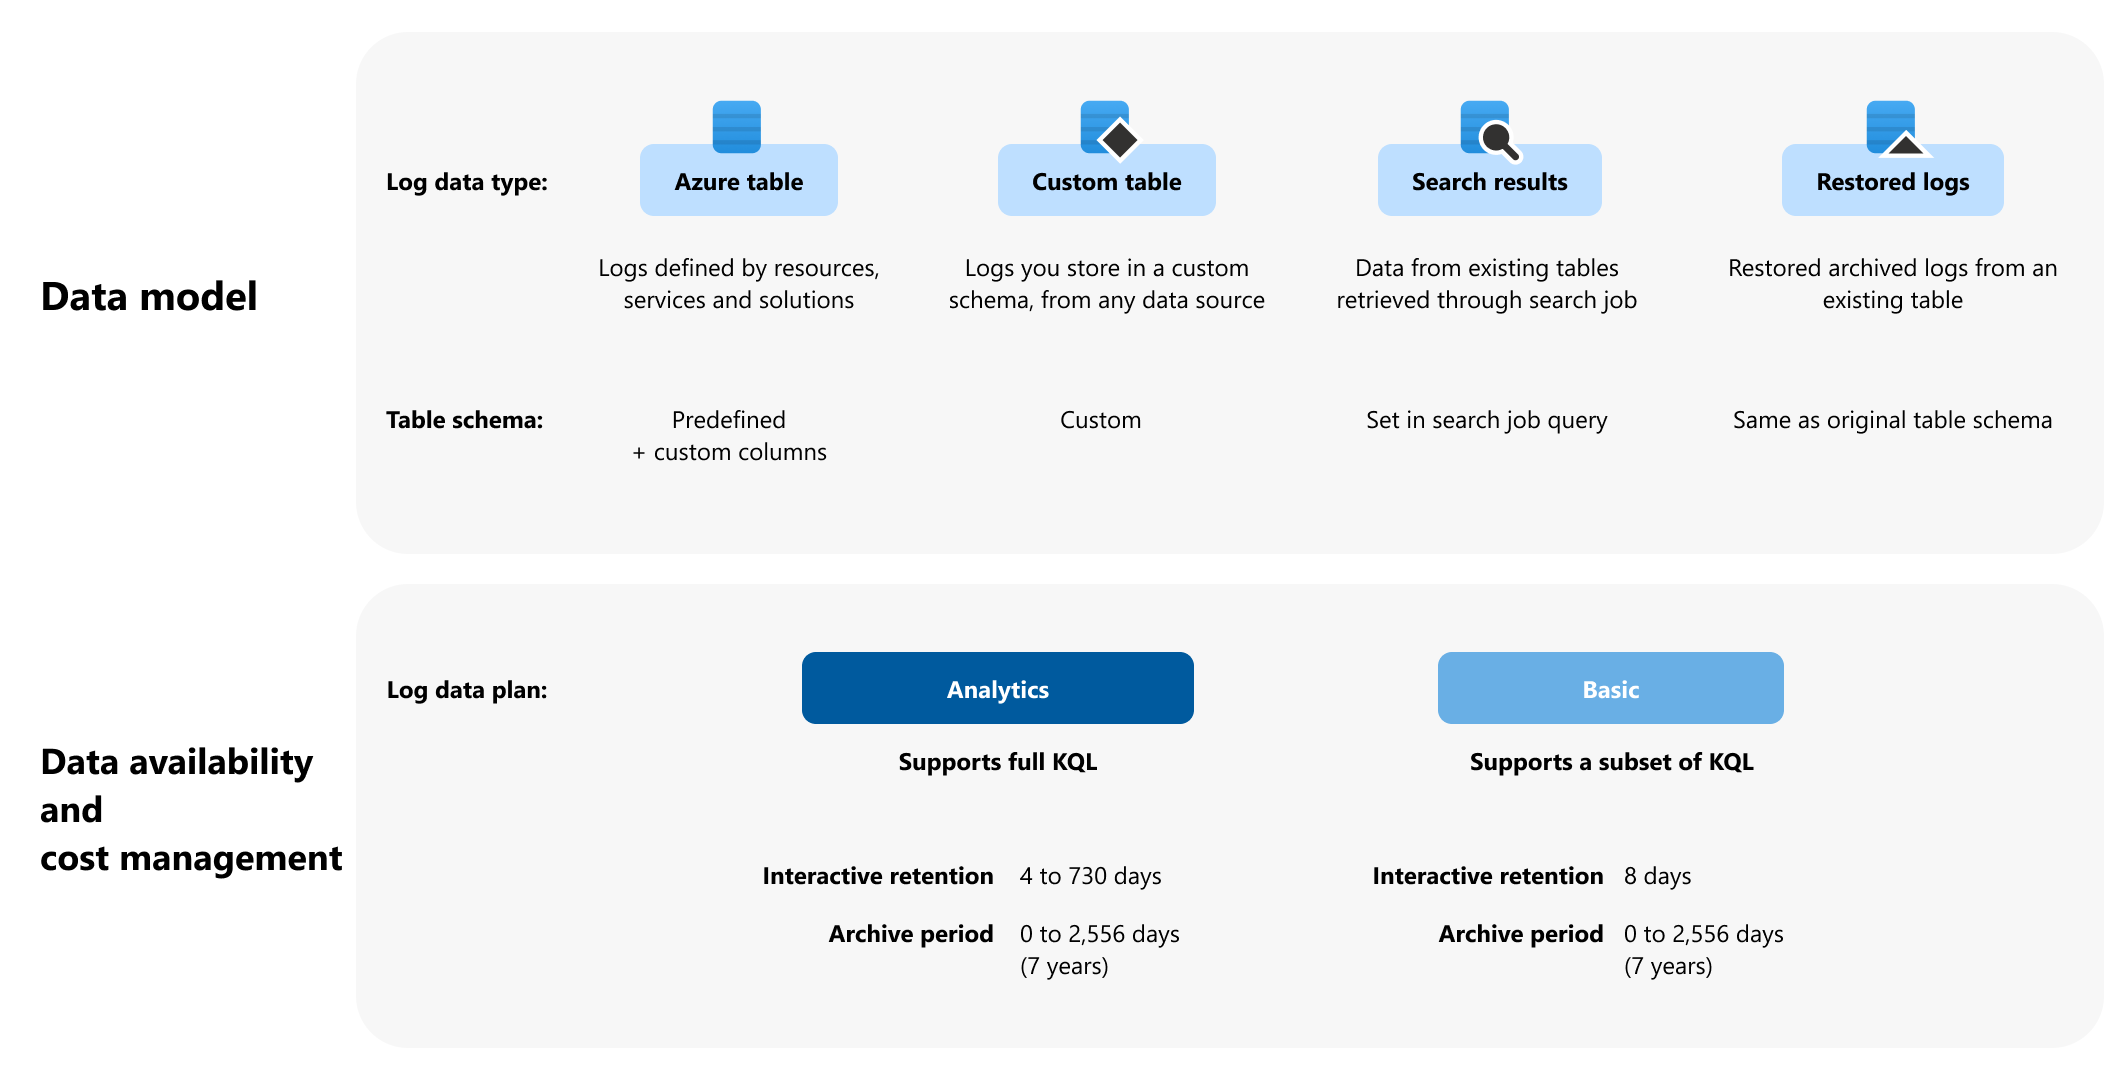 Data model
Log data type:
Azure table
Custom table
Search results
Restored logs
Logs defined by resources,
services and solutions
Logs you store in a custom
schema, from any data source
Data from existing tables
retrieved through search job
Restored archived logs from an
existing table
Table schema:
Predefined
+ custom columns
Custom
Set in search job query
Same as original table schema
Data availability
and
cost management
Log data plan:
Analytics
Supports full KQL
Interactive retention 4 to 730 days
Archive period 0 to 2,556 days
(7 years)
Basic
Supports a subset of KQL
Interactive retention 8 days
Archive period 0 to 2,556 days
(7 years)